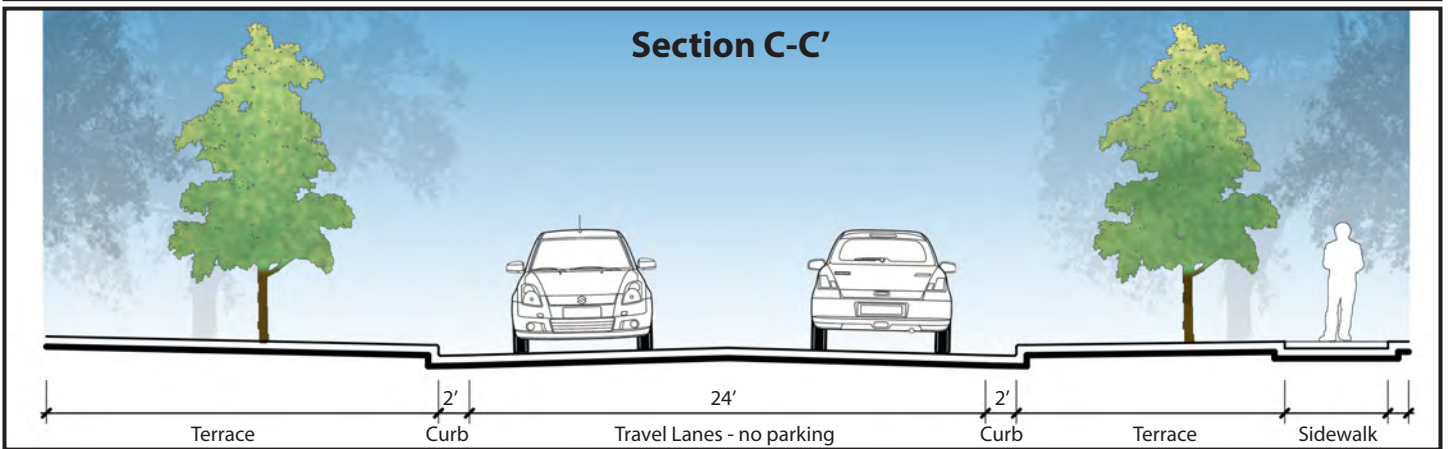 Section C-C’
2’ 24’ 2’
Terrace Curb Travel Lanes - no parking Curb Terrace Sidewalk